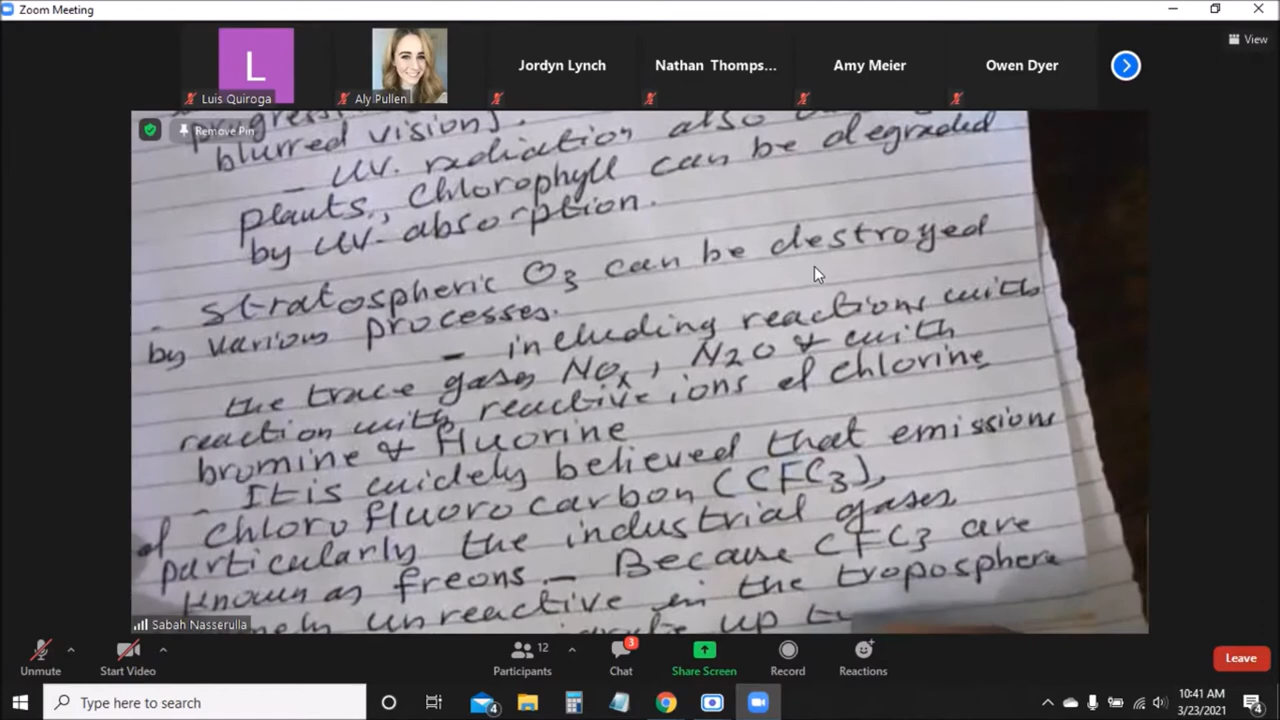 Zoom Meeting
View
L
Luis Quiroga
Aly Pullen
Jordyn Lynch
Nathan Thomps...
Amy Meier
Owen Dyer
Remove Pin
blurred vision].
- UV. radiation also
plants, chlorophyll can be degraded
by UV-absorption.
. stratospheric O3 can be destroyed
by various processes.
- including reactions with
the trace gases NOx, N2O & with
reaction with reactive ions of chlorine
bromine & fluorine
- It is widely believed that emissions
of chlorofluorocarbon (CFC3),
particularly the industrial gases
known as freons. - Because CFC3 are
unreactive in the troposphere
up
Sabah Nasserulla
Unmute
Start Video
12
Participants
3
Chat
Share Screen
Record
Reactions
Leave
Type here to search
4
10:41 AM
3/23/2021
4